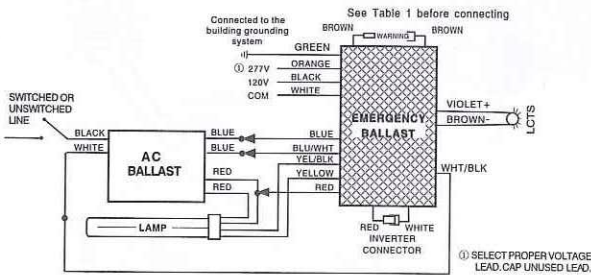 See Table 1 before connecting
Connected to the
building grounding
system
BROWN
WARNING
BROWN
GREEN
① 277V
ORANGE
120V
BLACK
COM
WHITE
SWITCHED OR
UNSWITCHED
LINE
EMERGENCY
BALLAST
VIOLET+
BROWN-
LCTS
BLACK
WHITE
AC
BALLAST
BLUE
BLUE
BLUE
BLU/WHT
YEL/BLK
YELLOW
RED
RED
RED
WHT/BLK
LAMP
RED
WHITE
INVERTER
CONNECTOR
① SELECT PROPER VOLTAGE
LEAD. CAP UNUSED LEAD.